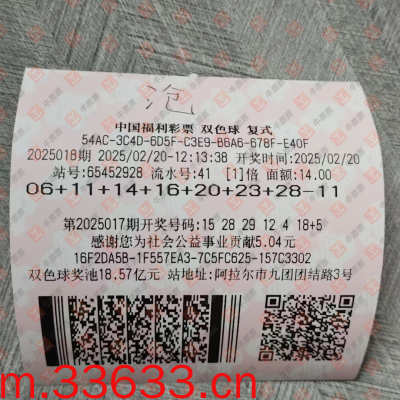 泡
中国福利彩票 双色球 复式
54AC-3C4D-6D5F-C3E9-B6A6-678F-E40F
2025018期 2025/02/20-12:13:38 开奖时间:2025/02/20
站号:65452928 流水号:41 [1]倍 面额:14.00
06+11+14+16+20+23+28-11
第2025017期开奖号码:15 28 29 12 4 18+5
感谢您为社会公益事业贡献5.04元
16F2DA5B-1F557EA3-7C5FC625-157C3302
双色球奖池18.57亿元 站地址:阿拉尔市九团团结路3号
m.33633.cn